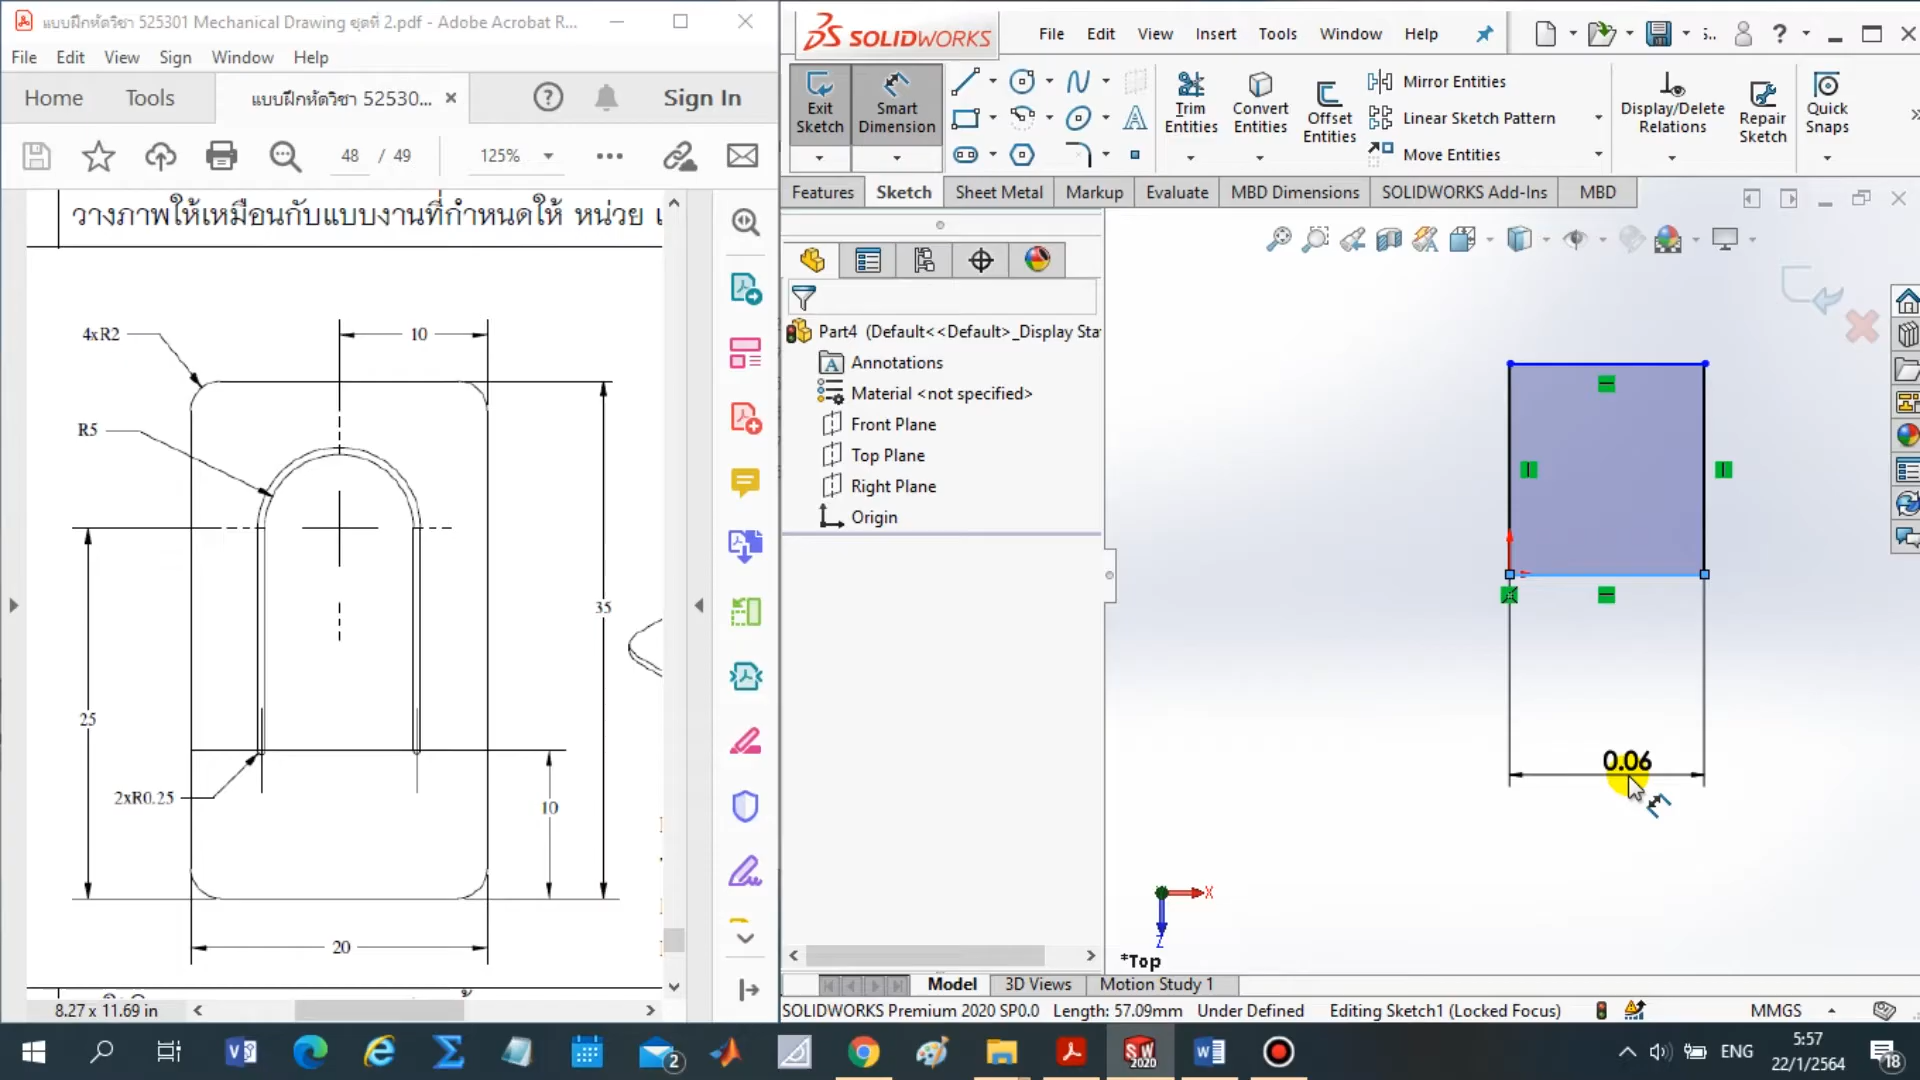 แบบฝึกหัดวิชา 525301 Mechanical Drawing ชุดที่ 2.pdf - Adobe Acrobat R...
File Edit View Sign Window Help
Home Tools แบบฝึกหัดวิชา 52530... Sign In
48 / 49 125%
วางภาพให้เหมือนกับแบบงานที่กำหนดให้ หน่วย
4xR2
10
R5
35
25
2xR0.25
10
20
8.27 x 11.69 in
SOLIDWORKS File Edit View Insert Tools Window Help S..
Exit Sketch
Smart Dimension
Trim Entities
Convert Entities
Offset Entities
Mirror Entities
Linear Sketch Pattern
Move Entities
Display/Delete Relations
Repair Sketch
Quick Snaps
Features Sketch Sheet Metal Markup Evaluate MBD Dimensions SOLIDWORKS Add-Ins MBD
Part4 (Default<<Default>_Display Sta
Annotations
Material <not specified>
Front Plane
Top Plane
Right Plane
Origin
0.06
X
Z
*Top
Model 3D Views Motion Study 1
SOLIDWORKS Premium 2020 SP0.0 Length: 57.09mm Under Defined Editing Sketch1 (Locked Focus) MMGS
2
SW 2020
ENG
5:57
22/1/2564
18